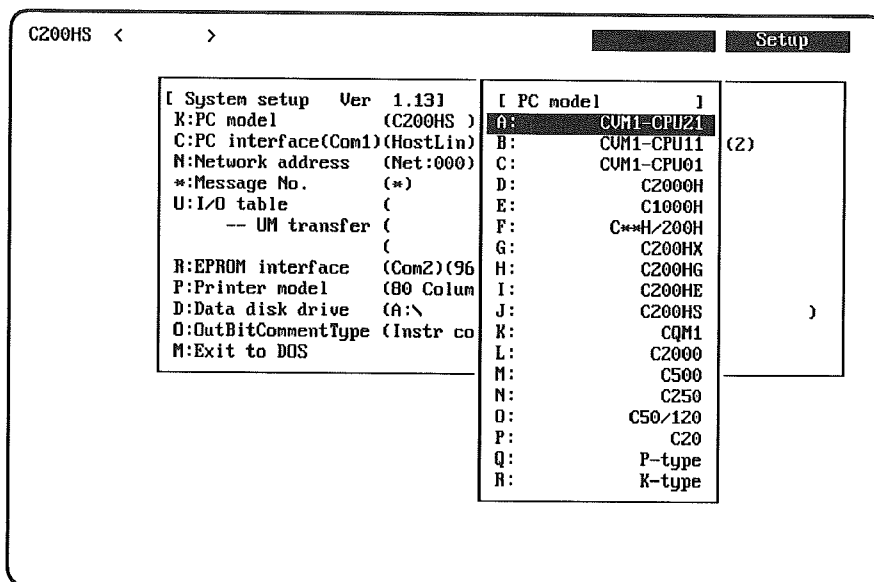 C200HS < >
Setup
[ System setup Ver 1.13]
K:PC model (C200HS )
C:PC interface(Com1)(HostLin)
N:Network address (Net:000)
*:Message No. (*)
U:I/O table (
-- UM transfer (
(
R:EPROM interface (Com2)(96
P:Printer model (80 Colum
D:Data disk drive (A:\
O:OutBitCommentType (Instr co
M:Exit to DOS
(2)
)
[ PC model ]
A: CVM1-CPU21
B: CVM1-CPU11
C: CVM1-CPU01
D: C2000H
E: C1000H
F: C**H/200H
G: C200HX
H: C200HG
I: C200HE
J: C200HS
K: CQM1
L: C2000
M: C500
N: C250
O: C50/120
P: C20
Q: P-type
R: K-type